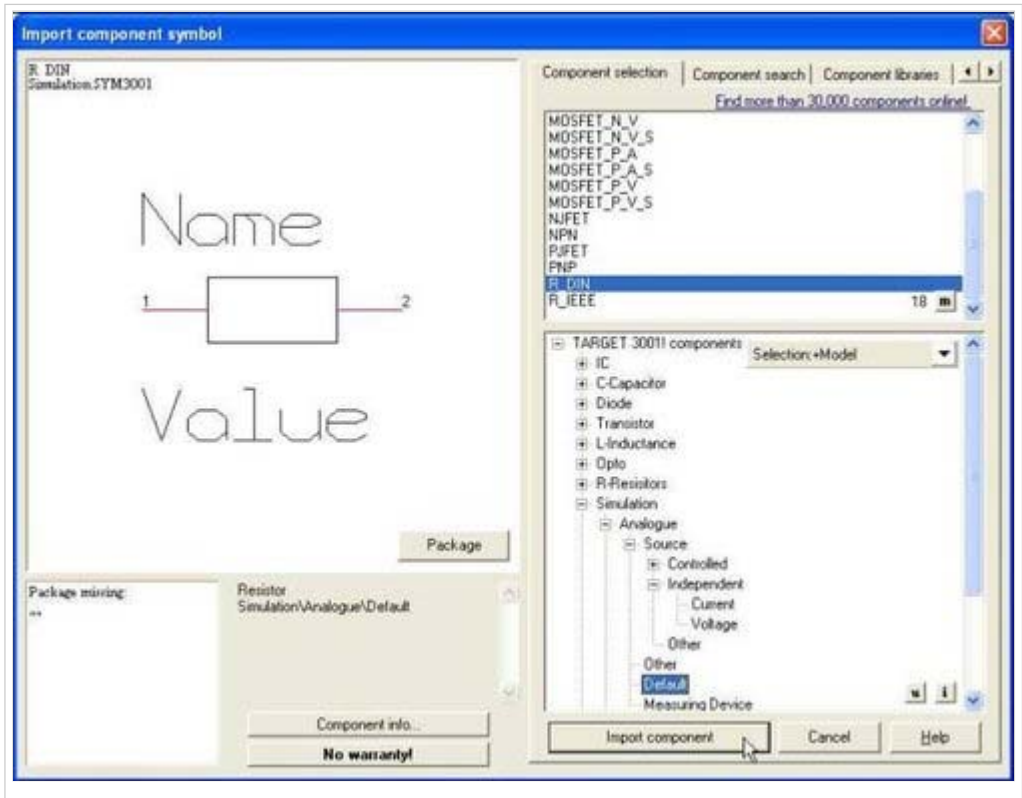 Import component symbol
R_DIN
Simulation.SYM3001
Name
1
2
Value
Package
Package missing:
Resistor
Simulation\Analogue\Default
Component info...
No warranty!
Component selection
Component search
Component libraries
Find more than 30.000 components online!
MOSFET_N_V
MOSFET_N_V_S
MOSFET_P_A
MOSFET_P_A_S
MOSFET_P_V
MOSFET_P_V_S
NJFET
NPN
PJFET
PNP
R_DIN
R_IEEE
18 m
TARGET 3001! components
Selection:+Model
IC
C-Capacitor
Diode
Transistor
L-Inductance
Opto
R-Resistors
Simulation
Analogue
Source
Controlled
Independent
Current
Voltage
Other
Other
Default
Measuring Device
i
Import component
Cancel
Help